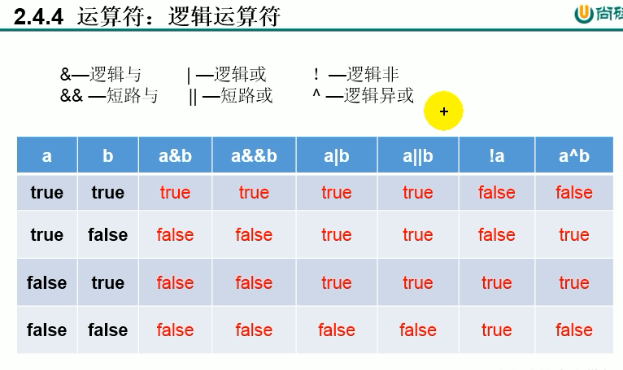 2.4.4 运算符：逻辑运算符
尚
&—逻辑与 | —逻辑或 ! —逻辑非
&& —短路与 || —短路或 ^ —逻辑异或
a b a&b a&&b a|b a||b !a a^b
true true true true true true false false
true false false false true true false true
false true false false true true true true
false false false false false false true false